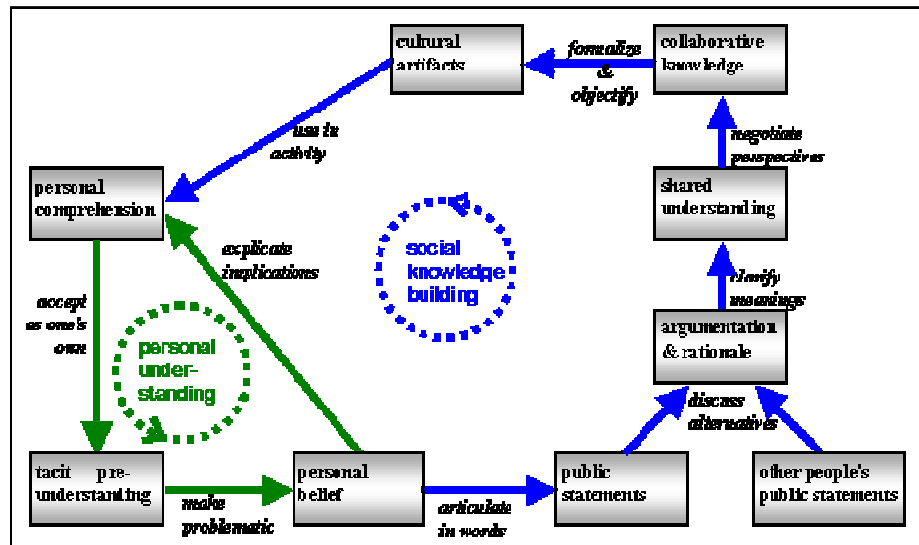 cultural
artifacts
formalize
&
objectify
collaborative
knowledge
use in
activity
negotiate
perspectives
personal
comprehension
shared
understanding
explicate
implications
social
knowledge
building
clarify
meanings
accept
as one's
own
personal
under-
standing
argumentation
& rationale
discuss
alternatives
tacit pre-
understanding
make
problematic
personal
belief
articulate
in words
public
statements
other people's
public statements